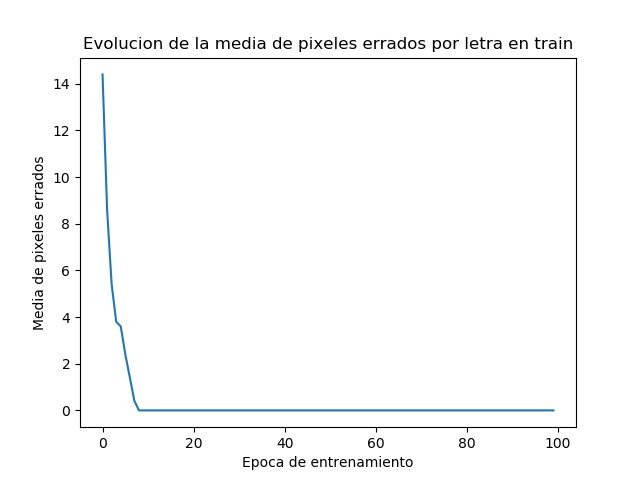 Evolucion de la media de pixeles errados por letra en train
Media de pixeles errados
14
12
10
8
6
4
2
0
0 20 40 60 80 100
Epoca de entrenamiento